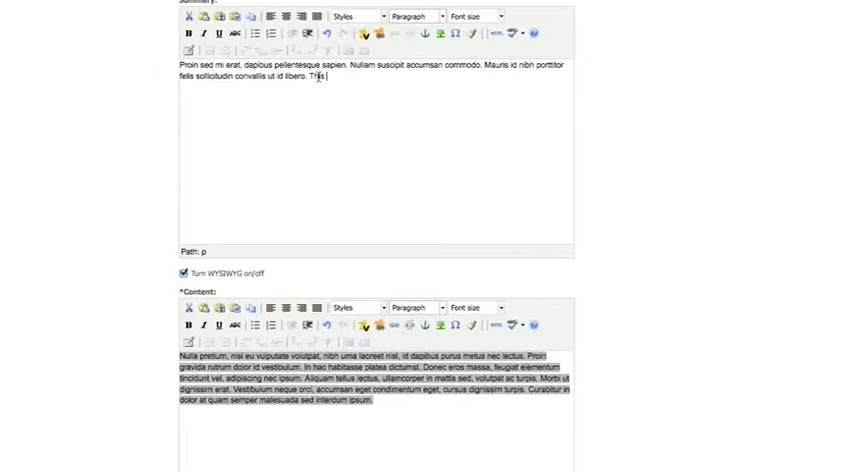 Summary:
Styles Paragraph Font size
B I U ABC
Proin sed mi erat, dapibus pellentesque sapien. Nullam suscipit accumsan commodo. Mauris id nibh porttitor
felis sollicitudin convallis ut id libero. This
Path: p
Turn WYSIWYG on/off
*Content:
Styles Paragraph Font size
B I U ABC
Nulla pretium, nisi eu vulputate volutpat, nibh urna laoreet nisl, id dapibus purus metus nec lectus. Proin
gravida rutrum dolor id vestibulum. In hac habitasse platea dictumst. Donec eros massa, feugiat elementum
tincidunt vel, adipiscing nec ipsum. Aliquam tellus lectus, ullamcorper in mattis sed, volutpat ac turpis. Morbi ut
dignissim erat. Vestibulum neque orci, accumsan eget condimentum eget, cursus dignissim turpis. Curabitur in
dolor at quam semper malesuada sed interdum ipsum.